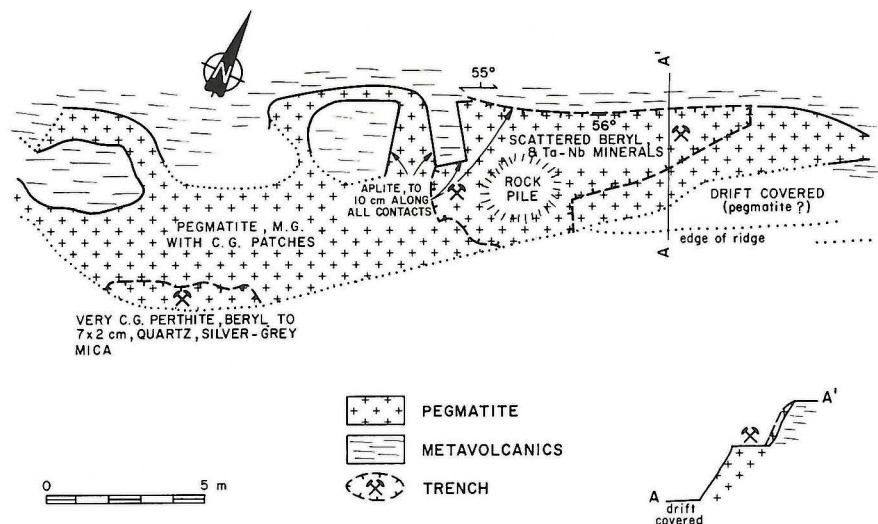 N
55°
A'
56°
SCATTERED BERYL,
& Ta-Nb MINERALS
ROCK
PILE
APLITE, TO
10 cm ALONG
ALL CONTACTS
DRIFT COVERED
(pegmatite ?)
PEGMATITE, M.G.
WITH C.G. PATCHES
edge of ridge
A
VERY C.G. PERTHITE, BERYL TO
7x2 cm, QUARTZ, SILVER-GREY
MICA
PEGMATITE
METAVOLCANICS
TRENCH
0 5 m
A'
A
drift
covered